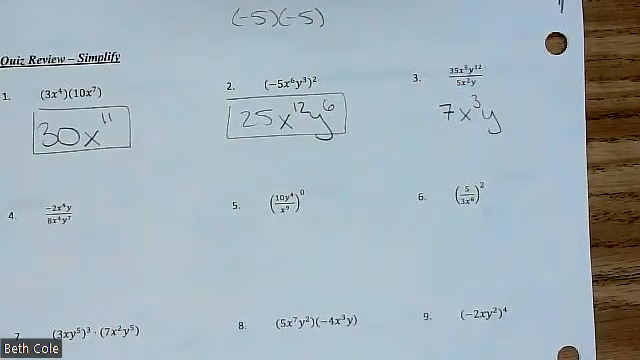 (-5)(-5)
Quiz Review – Simplify
1. (3x⁴)(10x⁷)
30x¹¹
2. (-5x⁶y³)²
25x¹²y⁶
3. 35x⁵y¹²/5x²y
7x³y
4. -2x⁴y/8x⁴y⁷
5. (10y⁴/x⁹)⁰
6. (5/3x⁶)²
7. (3xy⁵)³ · (7x²y⁵)
8. (5x⁷y²)(-4x³y)
9. (-2xy²)⁴
Beth Cole